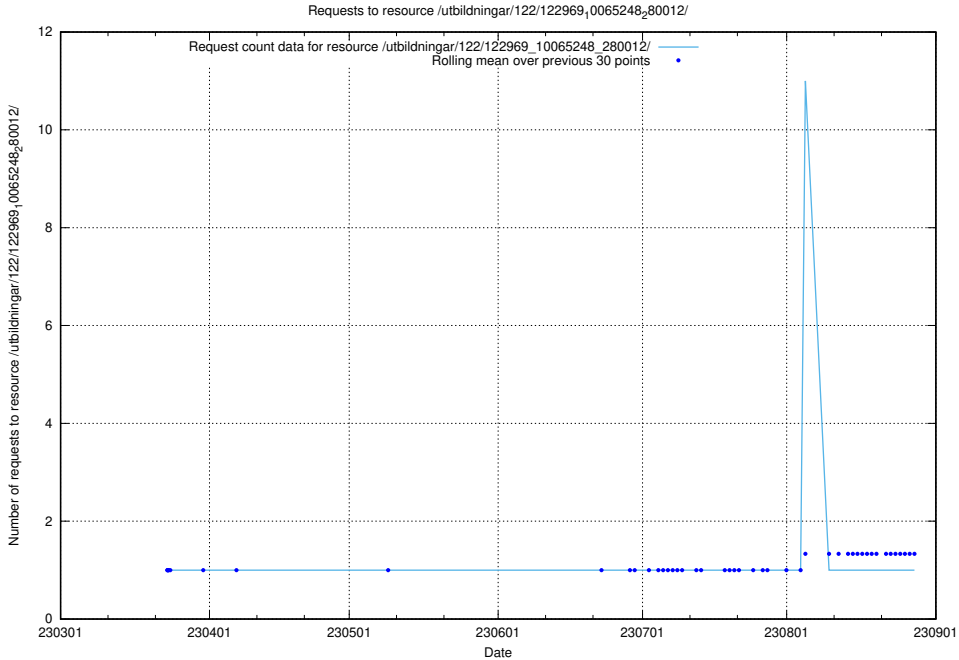 Requests to resource /utbildningar/122/122969₁0065248₂80012/
Request count data for resource /utbildningar/122/122969_10065248_280012/
Rolling mean over previous 30 points
Number of requests to resource /utbildningar/122/122969₁0065248₂80012/
12
10
8
6
4
2
0
230301 230401 230501 230601 230701 230801 230901
Date